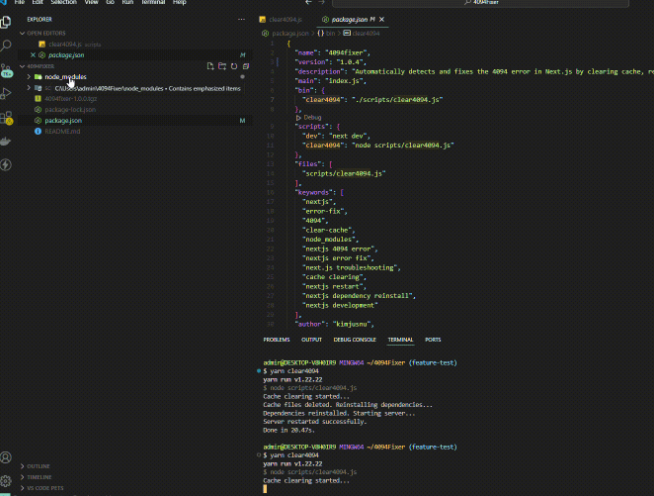 File Edit Selection View Go Run Terminal Help
4094fixer
EXPLORER
OPEN EDITORS
clear4094.js scripts
package.json M
4094FIXER
node_modules
C:\Users\admin\4094Fixer\node_modules • Contains emphasized items
4094fixer-1.0.0.tgz
package-lock.json
package.json M
README.md
OUTLINE
TIMELINE
VS CODE PETS
clear4094.js
package.json M
package.json > {} bin > clear4094
{
"name": "4094fixer",
"version": "1.0.4",
"description": "Automatically detects and fixes the 4094 error in Next.js by clearing cache, re
"main": "index.js",
"bin": {
"clear4094": "./scripts/clear4094.js"
},
Debug
"scripts": {
"dev": "next dev",
"clear4094": "node scripts/clear4094.js"
},
"files": [
"scripts/clear4094.js"
],
"keywords": [
"nextjs",
"error-fix",
"4094",
"clear-cache",
"node_modules",
"nextjs 4094 error",
"nextjs error fix",
"next.js troubleshooting",
"cache clearing",
"nextjs restart",
"nextjs dependency reinstall",
"nextjs development"
],
"author": "kimjusnu",
PROBLEMS OUTPUT DEBUG CONSOLE TERMINAL PORTS
admin@DESKTOP-V0H0IR9 MINGW64 ~/4094Fixer (feature-test)
$ yarn clear4094
yarn run v1.22.22
$ node scripts/clear4094.js
Cache clearing started...
Cache files deleted. Reinstalling dependencies...
Dependencies reinstalled. Starting server...
Server restarted successfully.
Done in 20.47s.
admin@DESKTOP-V0H0IR9 MINGW64 ~/4094Fixer (feature-test)
$ yarn clear4094
yarn run v1.22.22
$ node scripts/clear4094.js
Cache clearing started...